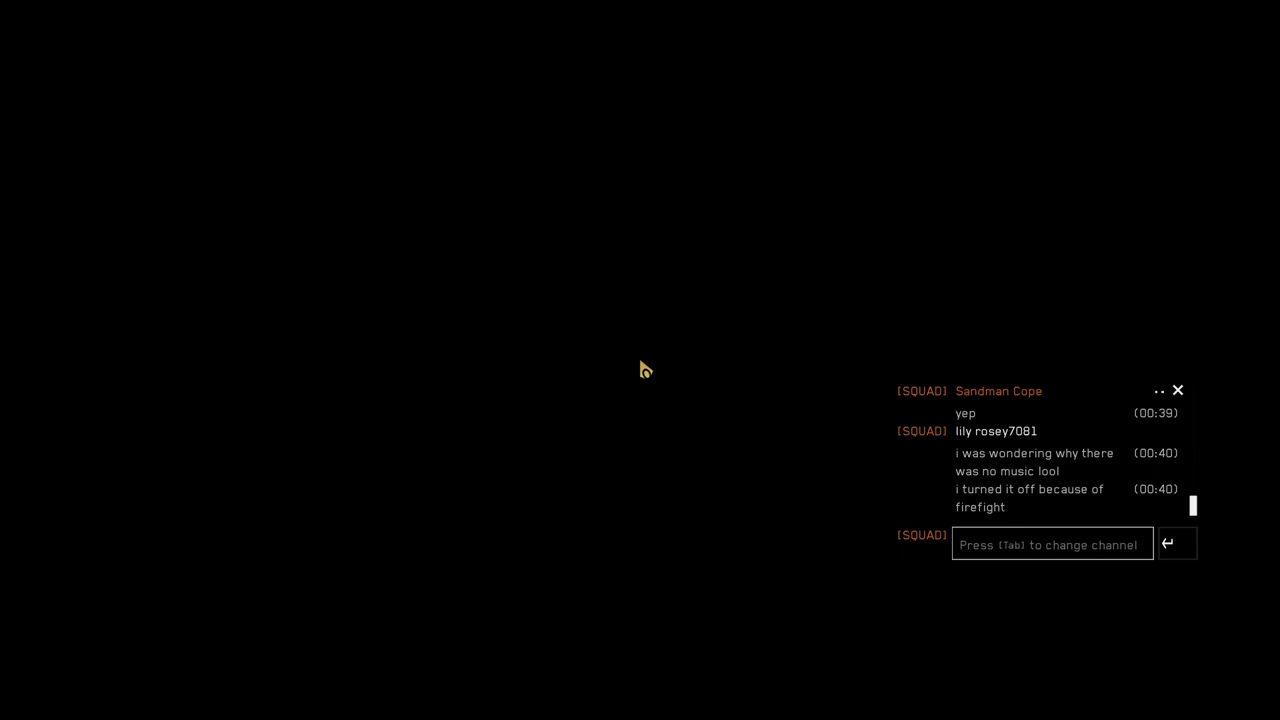 [SQUAD] Sandman Cope
yep (00:39)
[SQUAD] lily rosey7081
i was wondering why there (00:40)
was no music lool
i turned it off because of (00:40)
firefight
[SQUAD] Press [Tab] to change channel